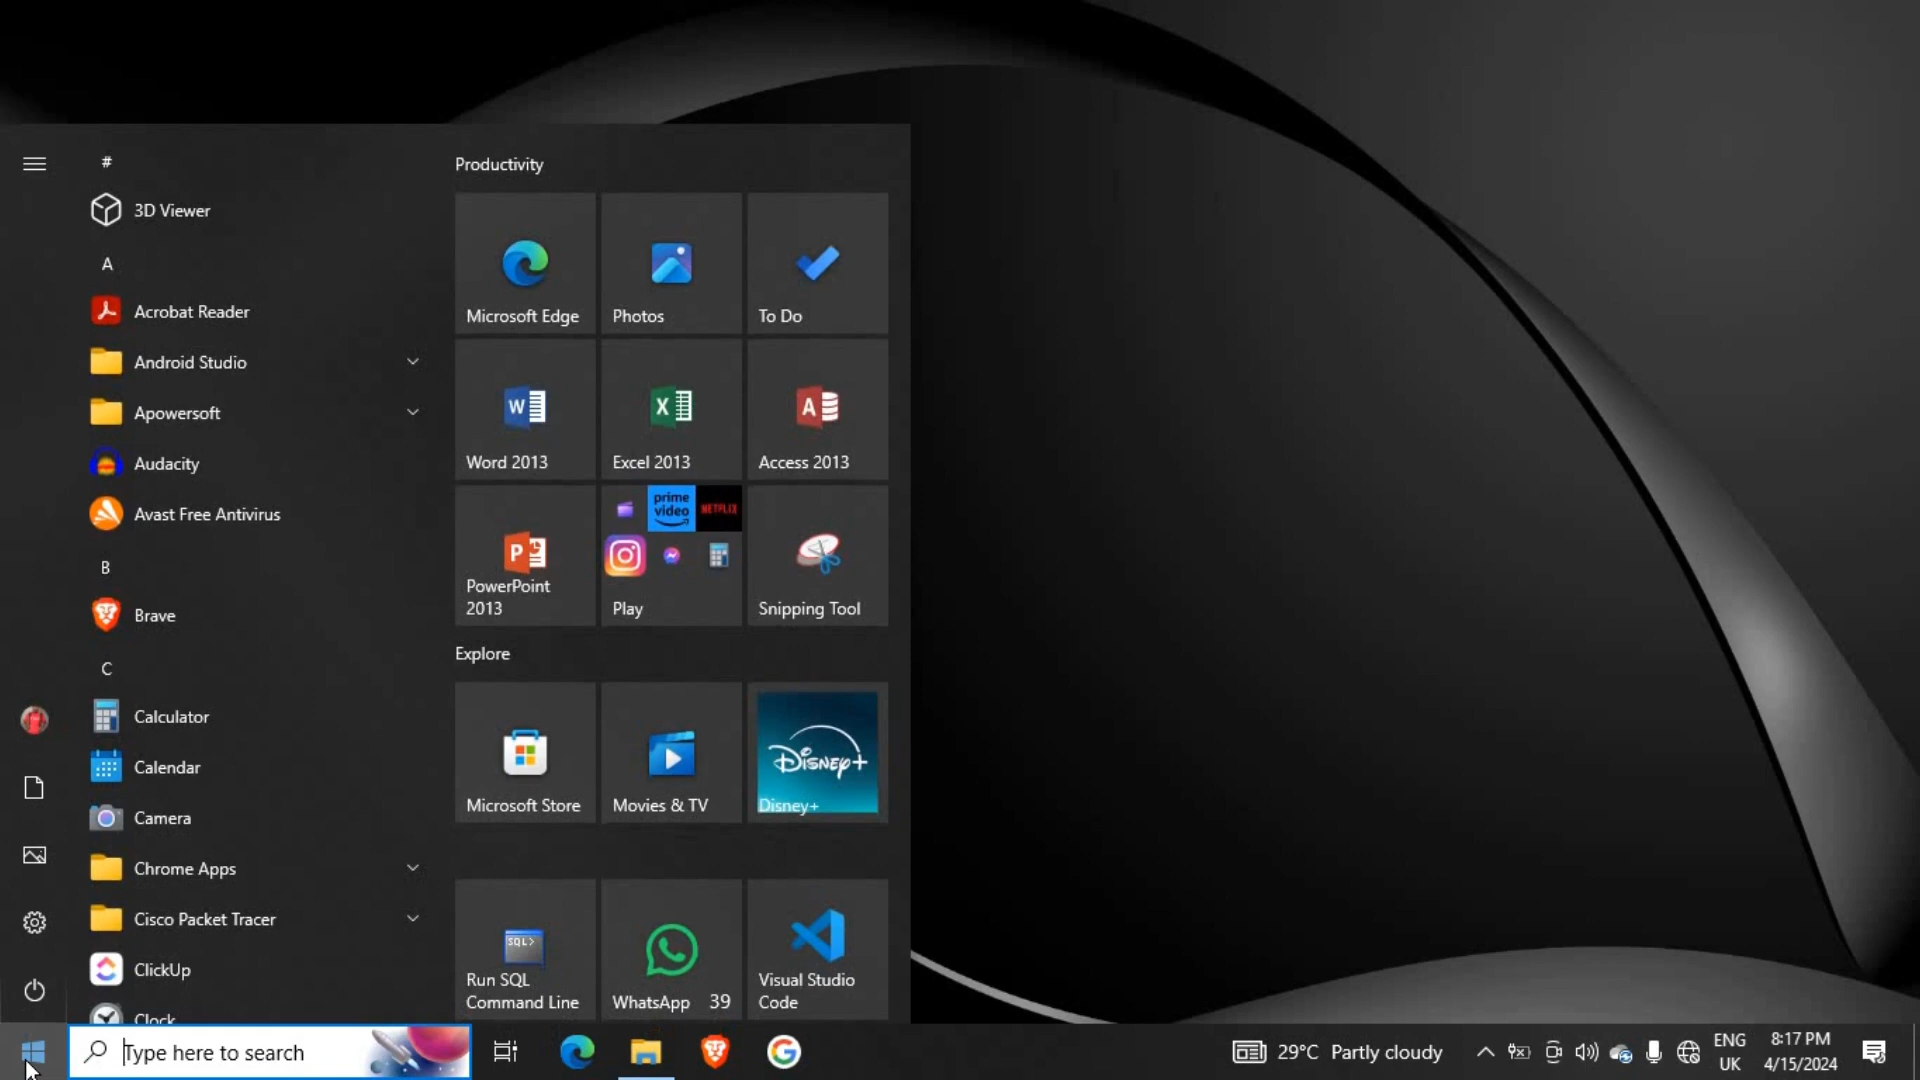 #
3D Viewer
A
Acrobat Reader
Android Studio
Apowersoft
Audacity
Avast Free Antivirus
B
Brave
C
Calculator
Calendar
Camera
Chrome Apps
Cisco Packet Tracer
ClickUp
Clock
Productivity
Microsoft Edge
Photos
To Do
W
Word 2013
X
Excel 2013
A
Access 2013
P
PowerPoint
2013
prime
video
NETFLIX
Play
Snipping Tool
Explore
Microsoft Store
Movies & TV
Disney+
Disney+
SQL>
Run SQL
Command Line
WhatsApp 39
Visual Studio
Code
Type here to search
29°C Partly cloudy
ENG
UK
8:17 PM
4/15/2024